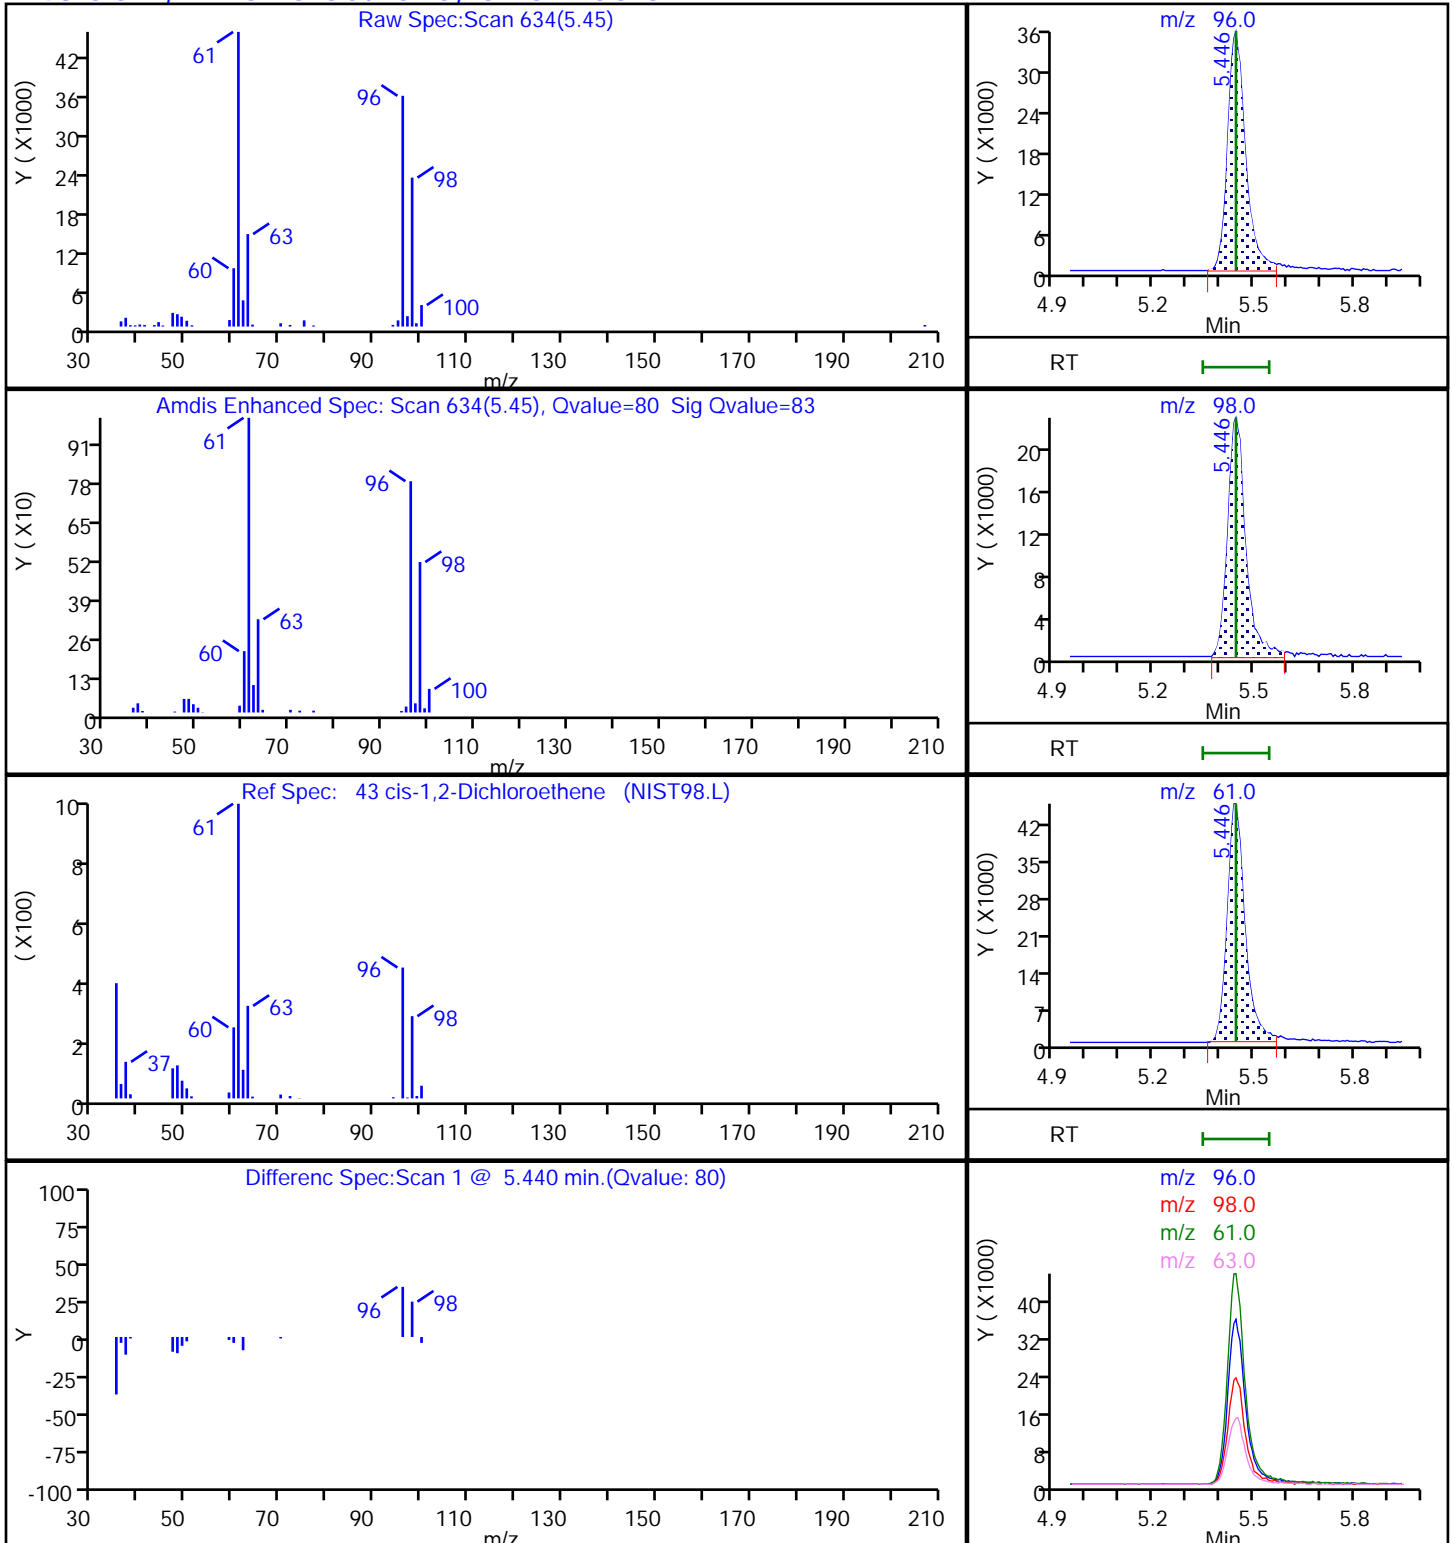 Raw Spec:Scan 634(5.45)
Y ( X1000)
42
36
30
24
18
12
6
0
61
96
98
63
60
100
30 50 70 90 110 130 150 170 190 210
m/z
m/z 96.0
Y ( X1000)
36
30
24
18
12
6
0
5.446
4.9 5.2 5.5 5.8
Min
RT
Amdis Enhanced Spec: Scan 634(5.45), Qvalue=80 Sig Qvalue=83
Y ( X10)
91
78
65
52
39
26
13
0
61
96
98
63
60
100
30 50 70 90 110 130 150 170 190 210
m/z
m/z 98.0
Y ( X1000)
20
16
12
8
4
0
5.446
4.9 5.2 5.5 5.8
Min
RT
Ref Spec: 43 cis-1,2-Dichloroethene (NIST98.L)
( X100)
10
8
6
4
2
0
61
96
63
98
60
37
30 50 70 90 110 130 150 170 190 210
m/z 61.0
Y ( X1000)
42
35
28
21
14
7
0
5.446
4.9 5.2 5.5 5.8
Min
RT
Differenc Spec:Scan 1 @ 5.440 min.(Qvalue: 80)
Y
100
75
50
25
0
-25
-50
-75
-100
96
98
30 50 70 90 110 130 150 170 190 210
m/z
m/z 96.0
m/z 98.0
m/z 61.0
m/z 63.0
Y ( X1000)
40
32
24
16
8
0
4.9 5.2 5.5 5.8
Min